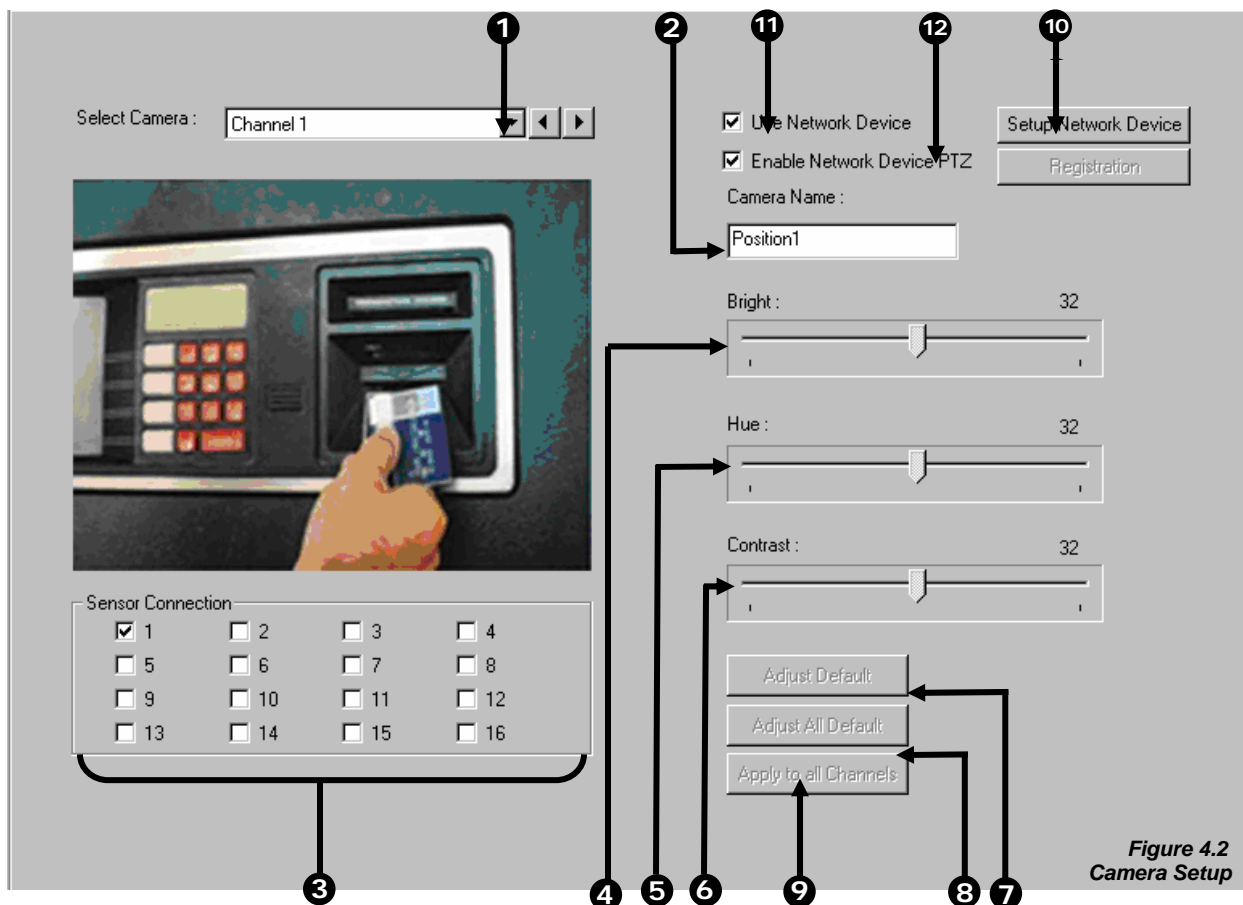 1
2
11
12
10
Select Camera :
Channel 1
Use Network Device
Setup Network Device
Enable Network Device PTZ
Registration
Camera Name :
Position1
Bright :
32
Hue :
32
Contrast :
32
Sensor Connection
1 2 3 4
5 6 7 8
9 10 11 12
13 14 15 16
Adjust Default
Adjust All Default
Apply to all Channels
3
4
5
6
9
8
7
Figure 4.2
Camera Setup